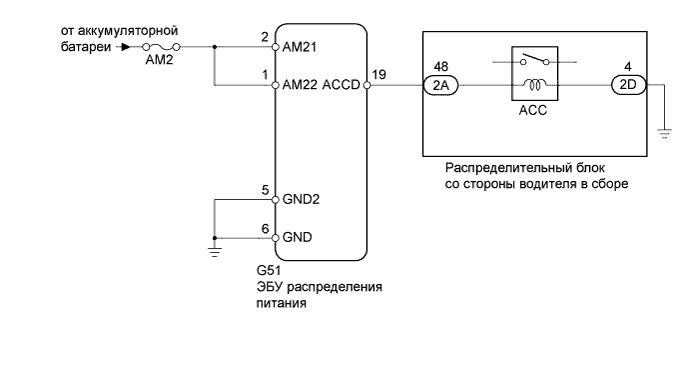 от аккумуляторной
батареи
AM2
2
AM21
1
AM22
ACCD
19
5
GND2
6
GND
G51
ЭБУ распределения
питания
48
2A
ACC
4
2D
Распределительный блок
со стороны водителя в сборе